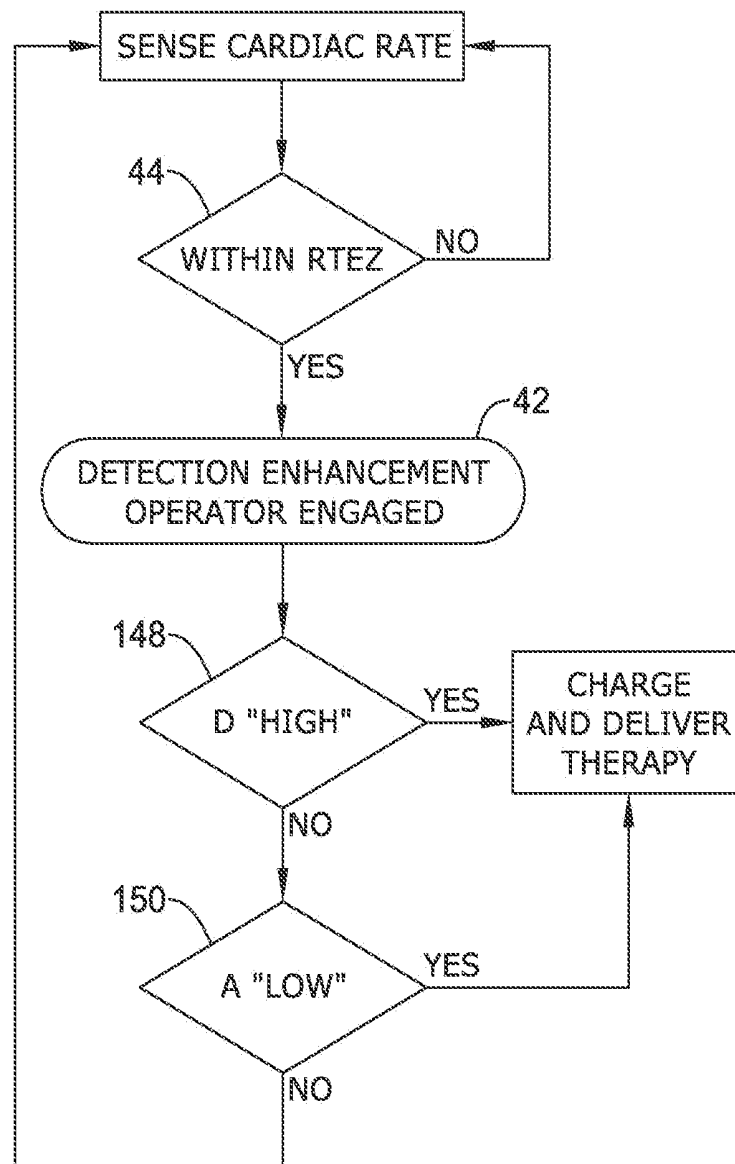 SENSE CARDIAC RATE
44
WITHIN RTEZ
NO
YES
42
DETECTION ENHANCEMENT
OPERATOR ENGAGED
148
D "HIGH"
YES
CHARGE
AND DELIVER
THERAPY
NO
150
A "LOW"
YES
NO